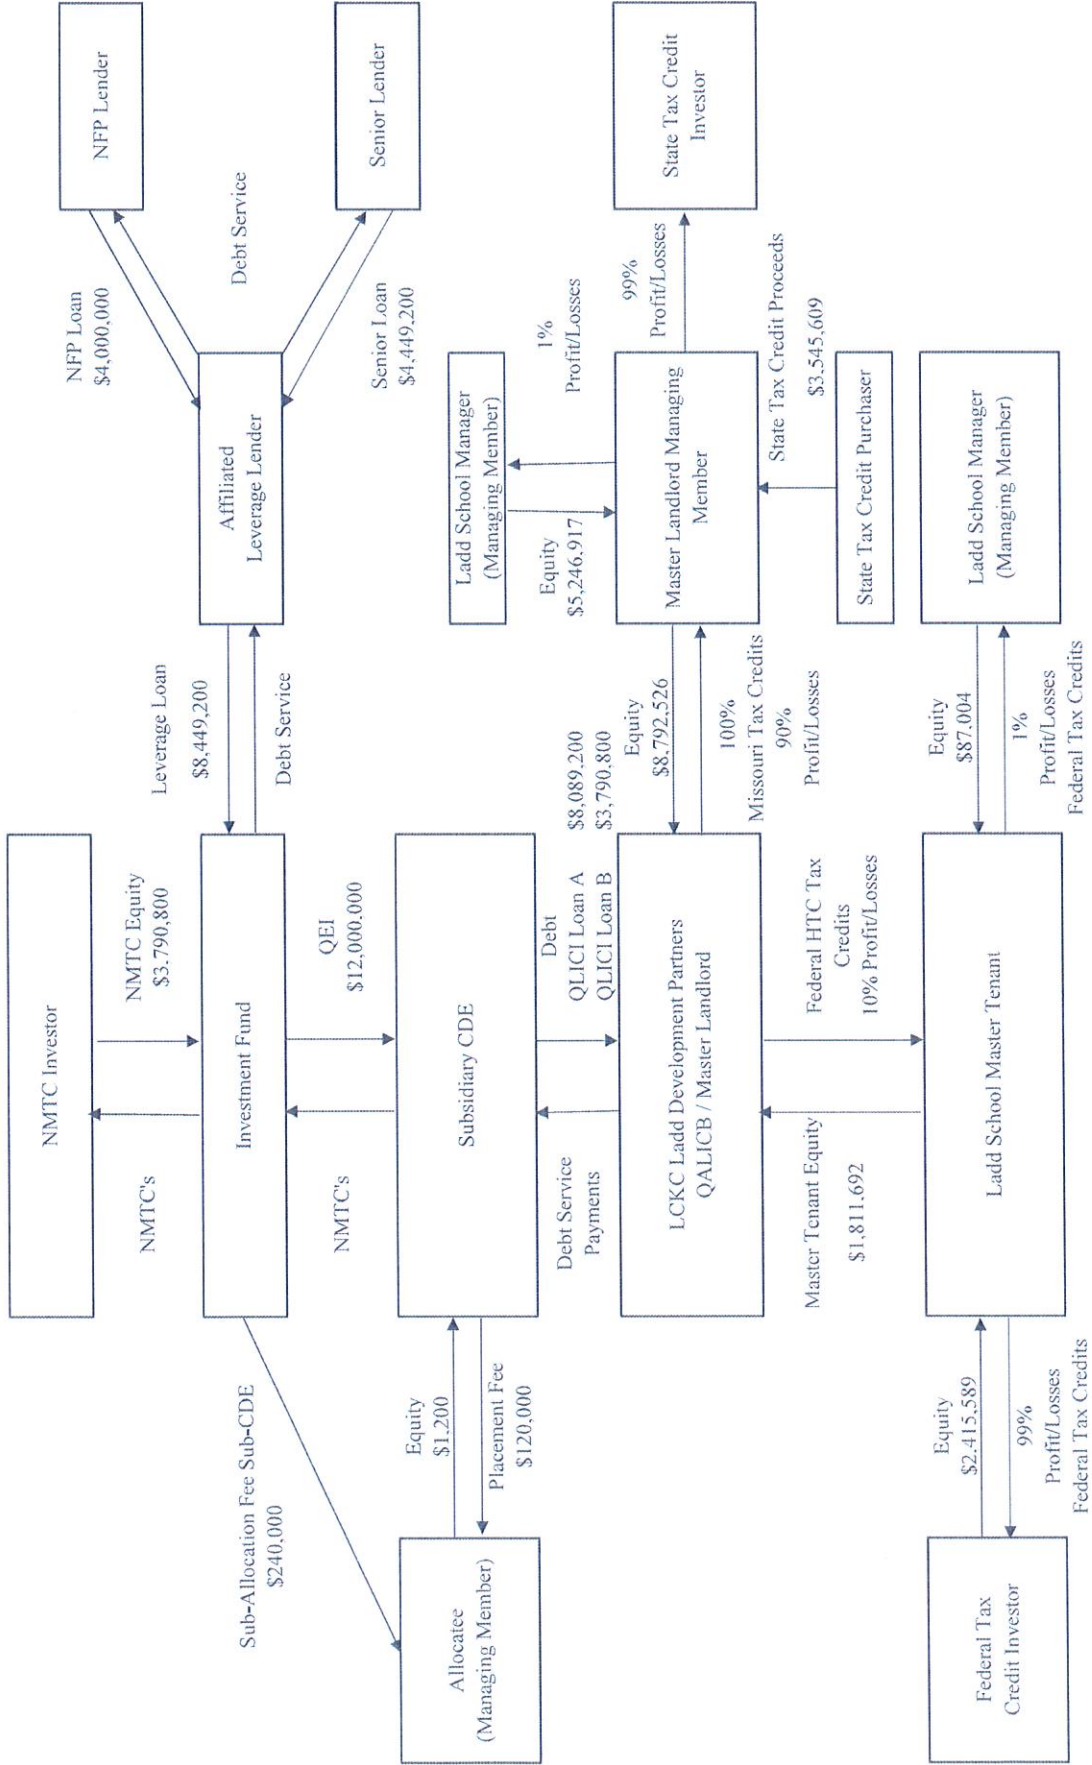 NMTC Investor
NMTC's
NMTC Equity
$3,790,800
Investment Fund
Leverage Loan
$8,449,200
Debt Service
Affiliated
Leverage Lender
NFP Loan
$4,000,000
NFP Lender
Debt Service
Senior Loan
$4,449,200
Senior Lender
Sub-Allocation Fee Sub-CDE
$240,000
NMTC's
QEI
$12,000,000
Allocatee
(Managing Member)
Equity
$1,200
Placement Fee
$120,000
Subsidiary CDE
Debt Service
Payments
Debt
QLICI Loan A $8,089,200
QLICI Loan B $3,790,800
Ladd School Manager
(Managing Member)
Equity
$5,246,917
1%
Profit/Losses
LCKC Ladd Development Partners
QALICB / Master Landlord
Equity
$8,792,526
100%
Missouri Tax Credits
90%
Profit/Losses
Master Landlord Managing
Member
99%
Profit/Losses
State Tax Credit
Investor
State Tax Credit Proceeds
$3,545,609
State Tax Credit Purchaser
Master Tenant Equity
$1,811,692
Federal HTC Tax
Credits
10% Profit/Losses
Federal Tax
Credit Investor
Equity
$2,415,589
99%
Profit/Losses
Federal Tax Credits
Ladd School Master Tenant
Equity
$87,004
1%
Profit/Losses
Federal Tax Credits
Ladd School Manager
(Managing Member)